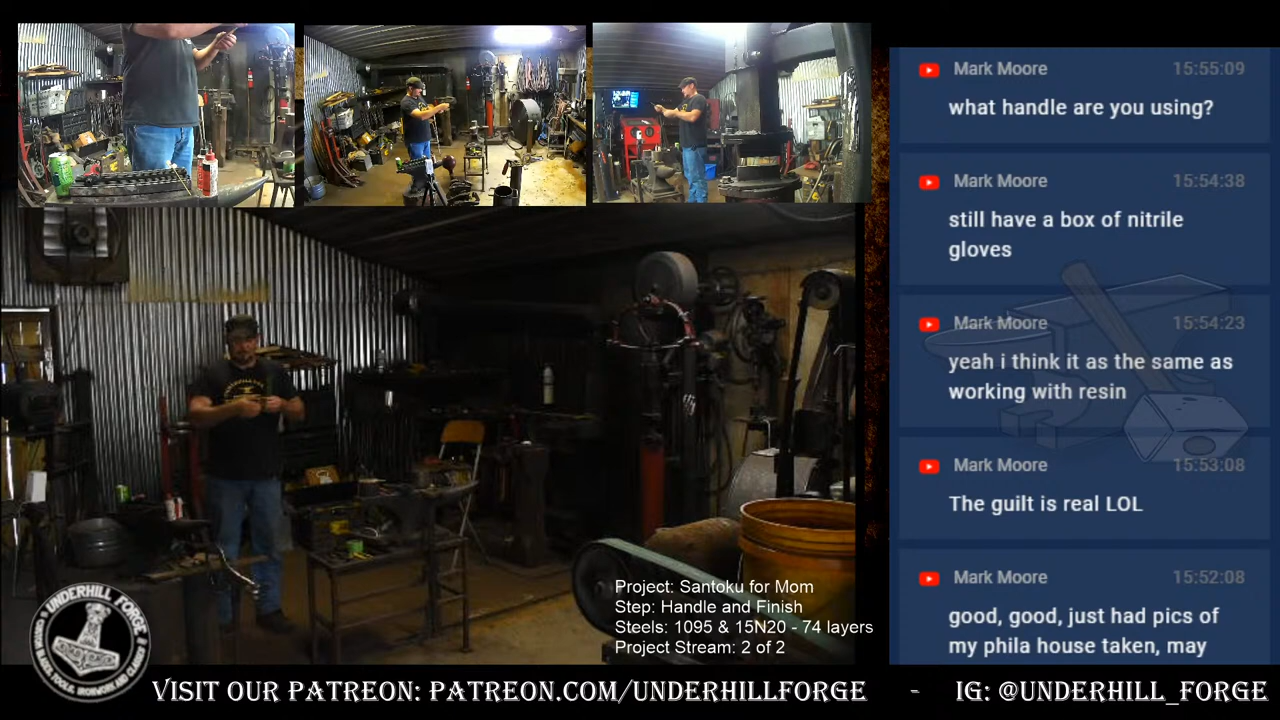 Mark Moore 15:55:09
what handle are you using?
Mark Moore 15:54:38
still have a box of nitrile
gloves
Mark Moore 15:54:23
yeah i think it as the same as
working with resin
Mark Moore 15:53:08
The guilt is real LOL
Mark Moore 15:52:08
good, good, just had pics of
my phila house taken, may
Project: Santoku for Mom
Step: Handle and Finish
Steels: 1095 & 15N20 - 74 layers
Project Stream: 2 of 2
UNDERHILL FORGE
VISIT OUR PATREON: PATREON.COM/UNDERHILLFORGE - IG: @UNDERHILL_FORGE